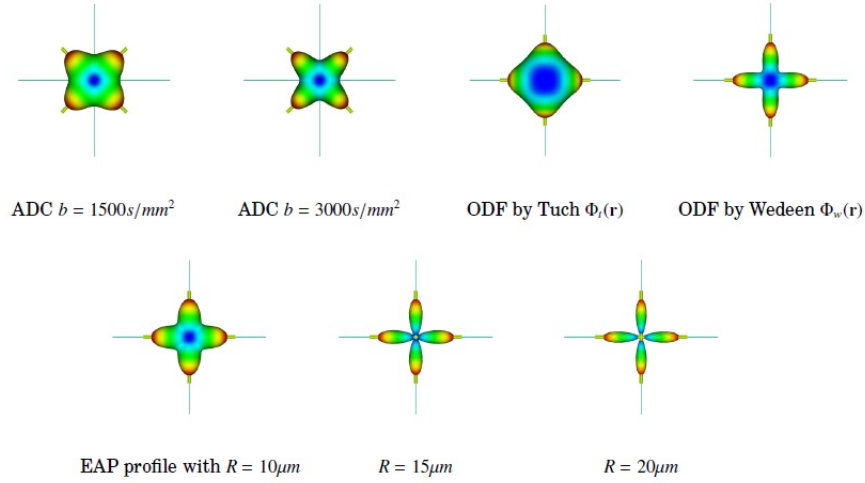 ADC b = 1500s/mm²
ADC b = 3000s/mm²
ODF by Tuch Φₜ(r)
ODF by Wedeen Φ_w(r)
EAP profile with R = 10μm
R = 15μm
R = 20μm